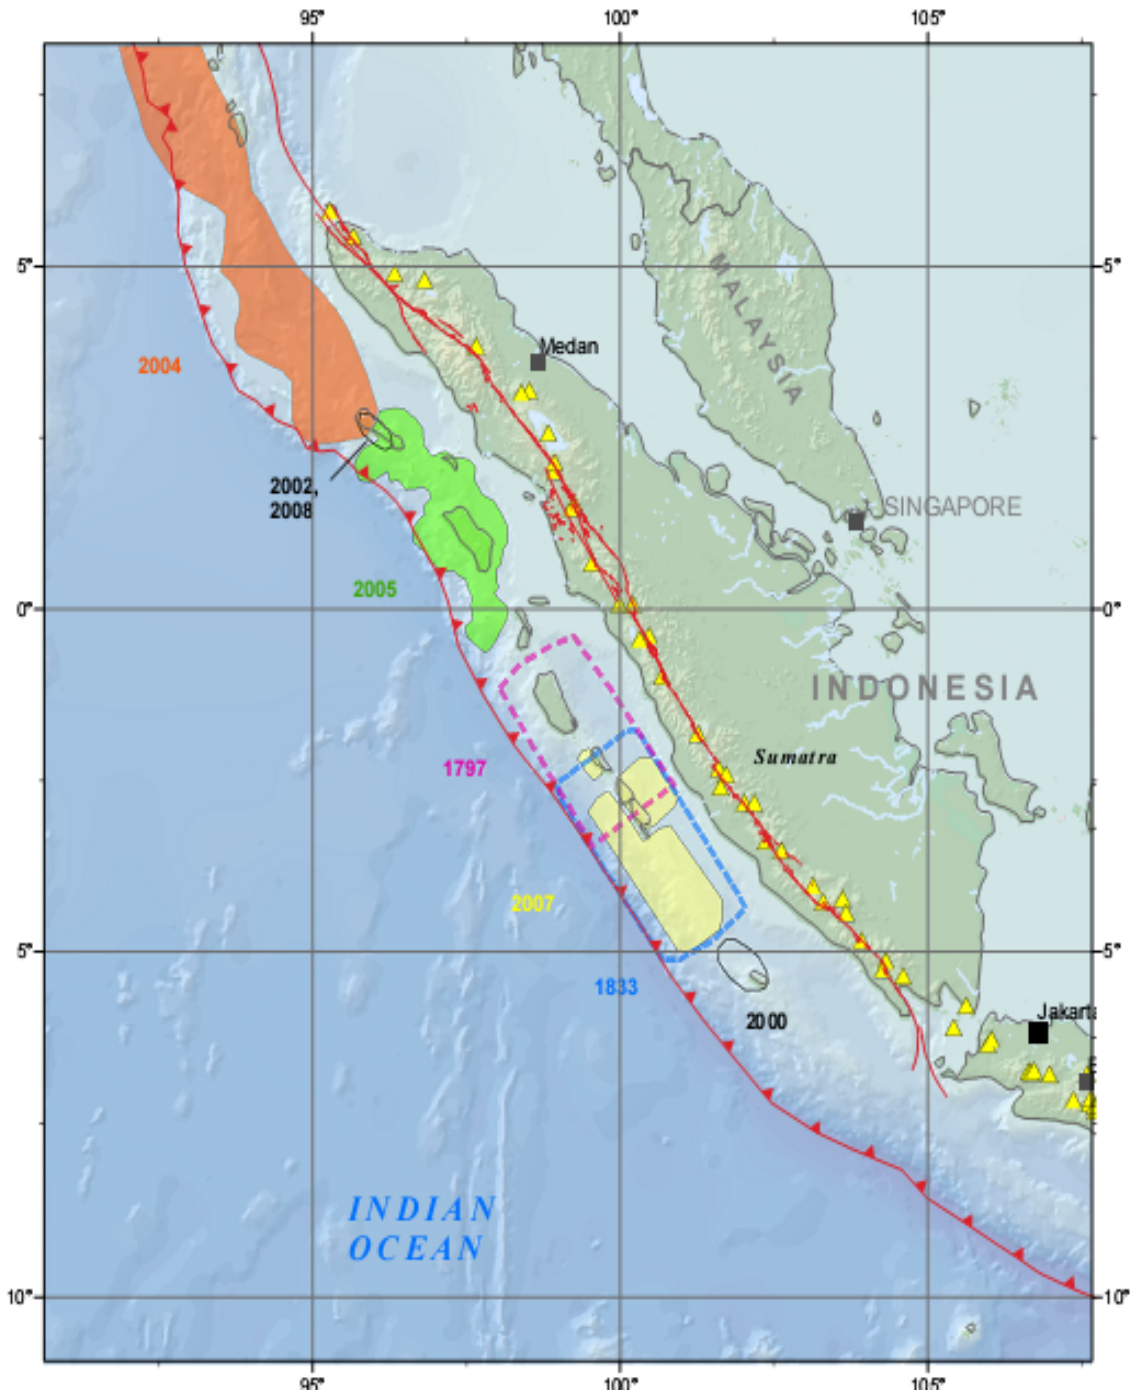 95° 100° 105°
5° 5°
MALAYSIA
Medan
2004
2002,
2008
SINGAPORE
2005
0° 0°
INDONESIA
1797
Sumatra
2007
5° 5°
1833
2000
Jakarta
INDIAN
OCEAN
10° 10°
95° 100° 105°